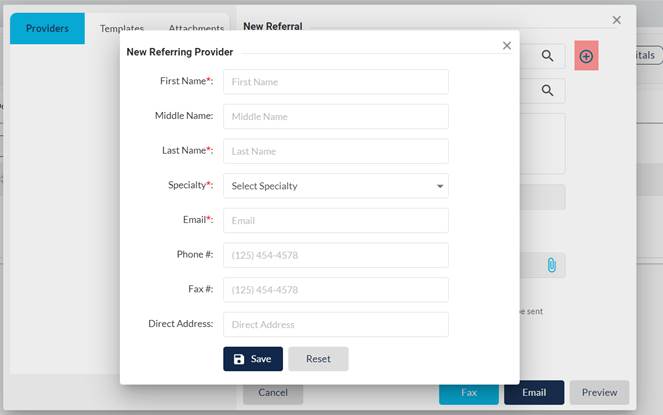 Providers Templates Attachments
New Referral
New Referring Provider
First Name*: First Name
Middle Name: Middle Name
Last Name*: Last Name
Specialty*: Select Specialty
Email*: Email
Phone #: (125) 454-4578
Fax #: (125) 454-4578
Direct Address: Direct Address
Save Reset
sent
Cancel Fax Email Preview